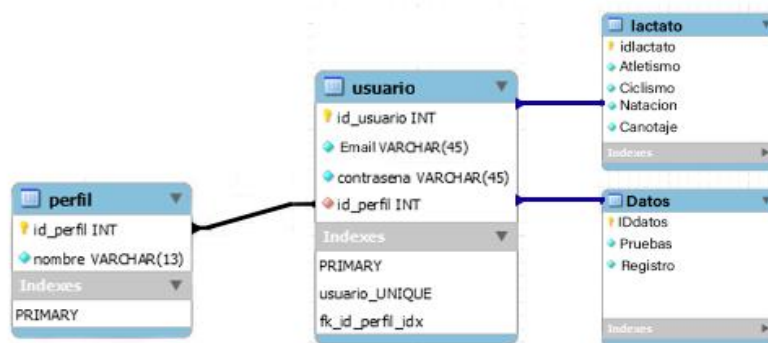 perfil
id_perfil INT
nombre VARCHAR(13)
Indexes
PRIMARY
usuario
id_usuario INT
Email VARCHAR(45)
contrasena VARCHAR(45)
id_perfil INT
Indexes
PRIMARY
usuario_UNIQUE
fk_id_perfil_idx
lactato
idlactato
Atletismo
Ciclismo
Natacion
Canotaje
Indexes
Datos
IDdatos
Pruebas
Registro
Indexes